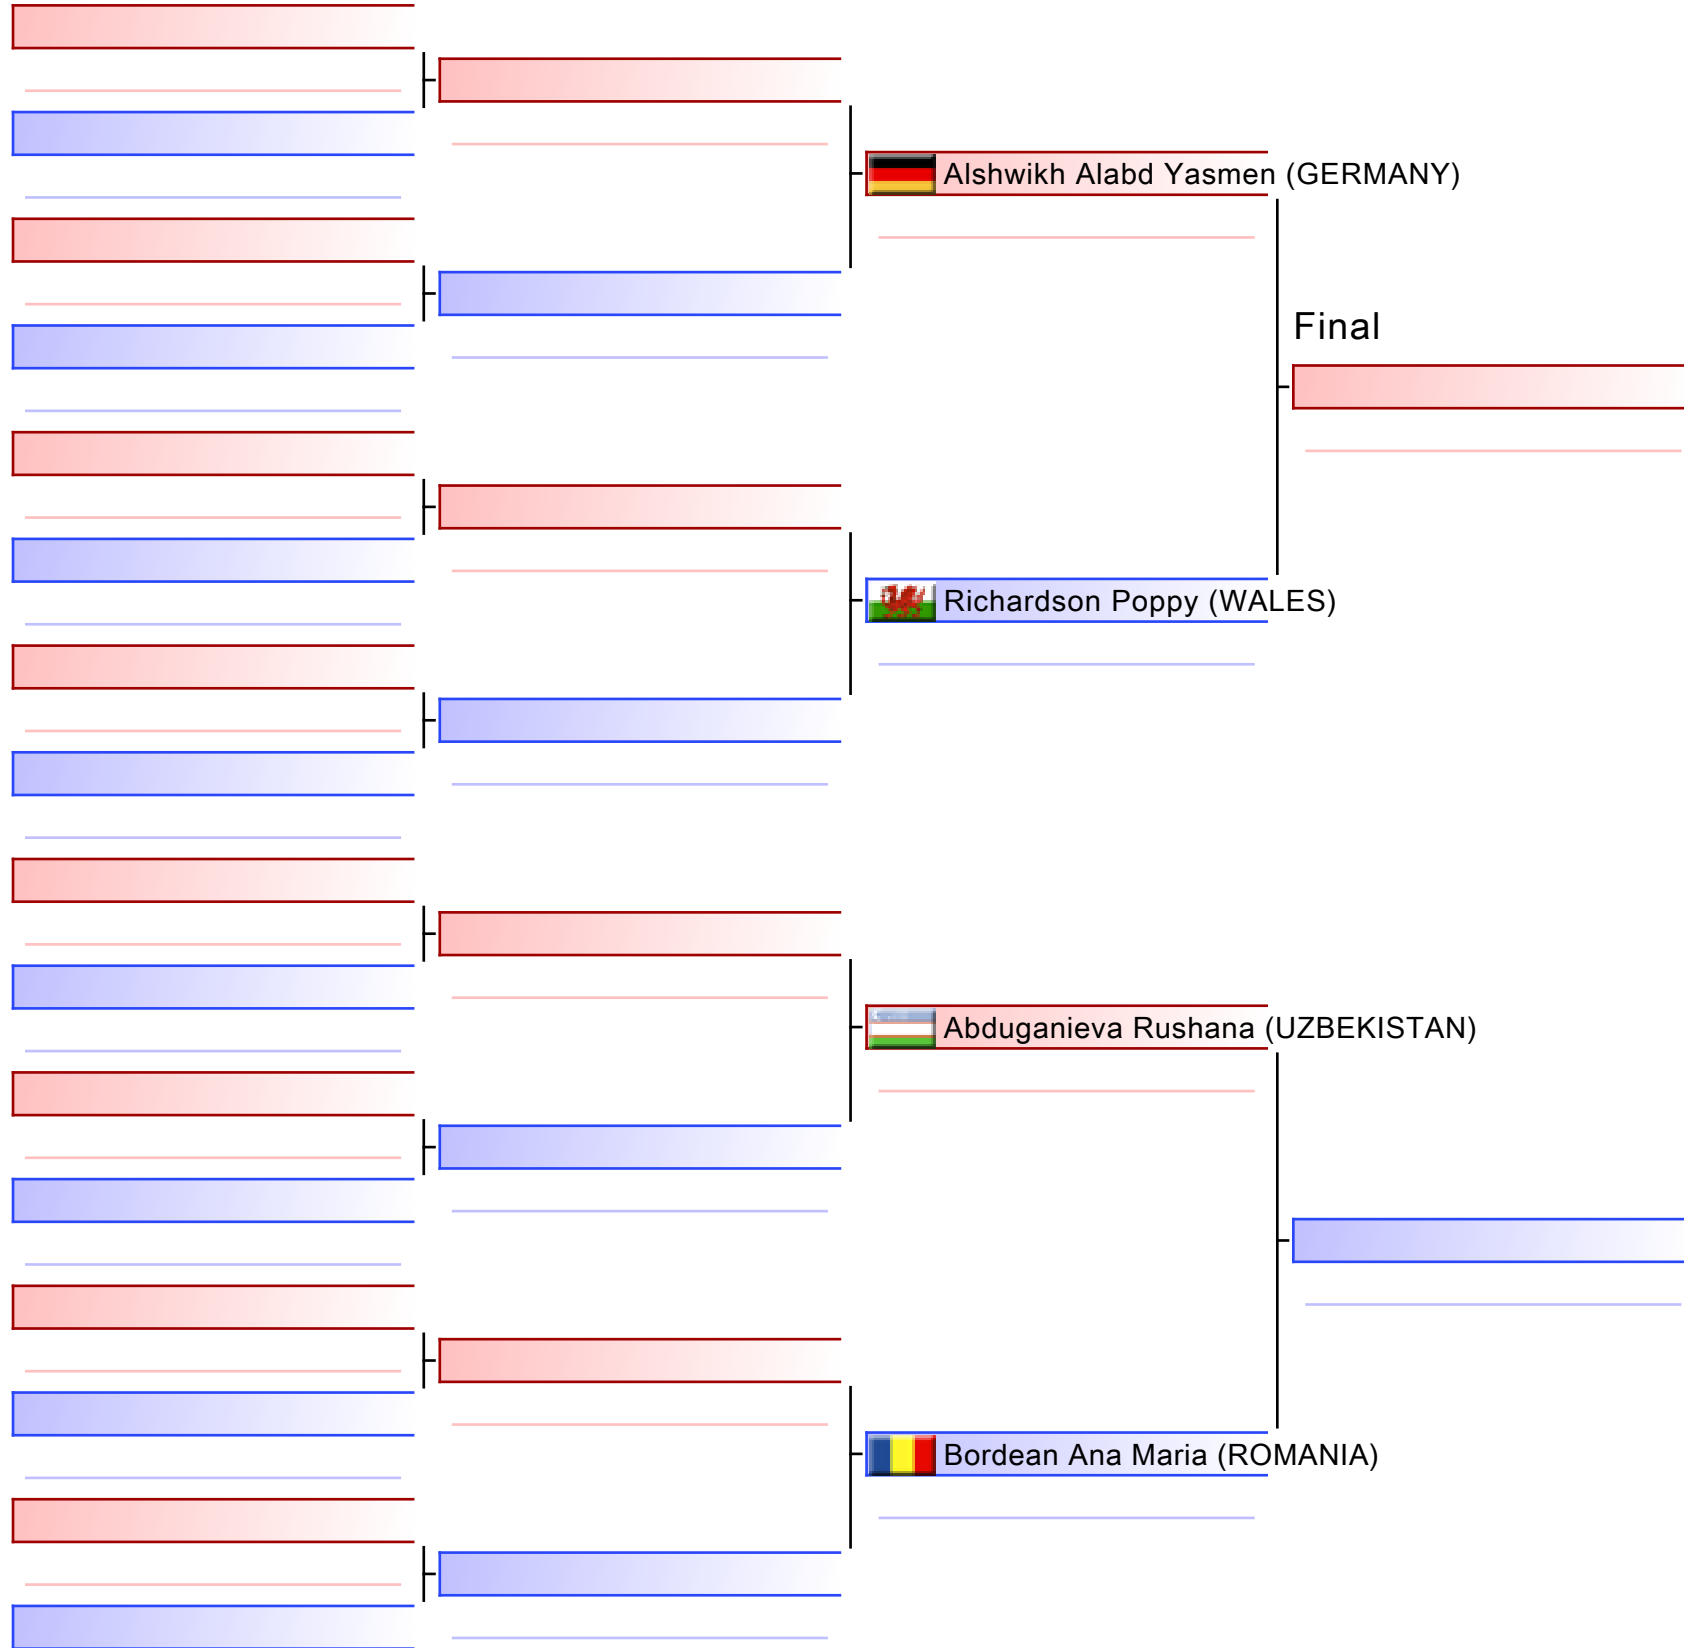 Alshwikh Alabd Yasmen (GERMANY)
Final
Richardson Poppy (WALES)
Abduganieva Rushana (UZBEKISTAN)
Bordean Ana Maria (ROMANIA)